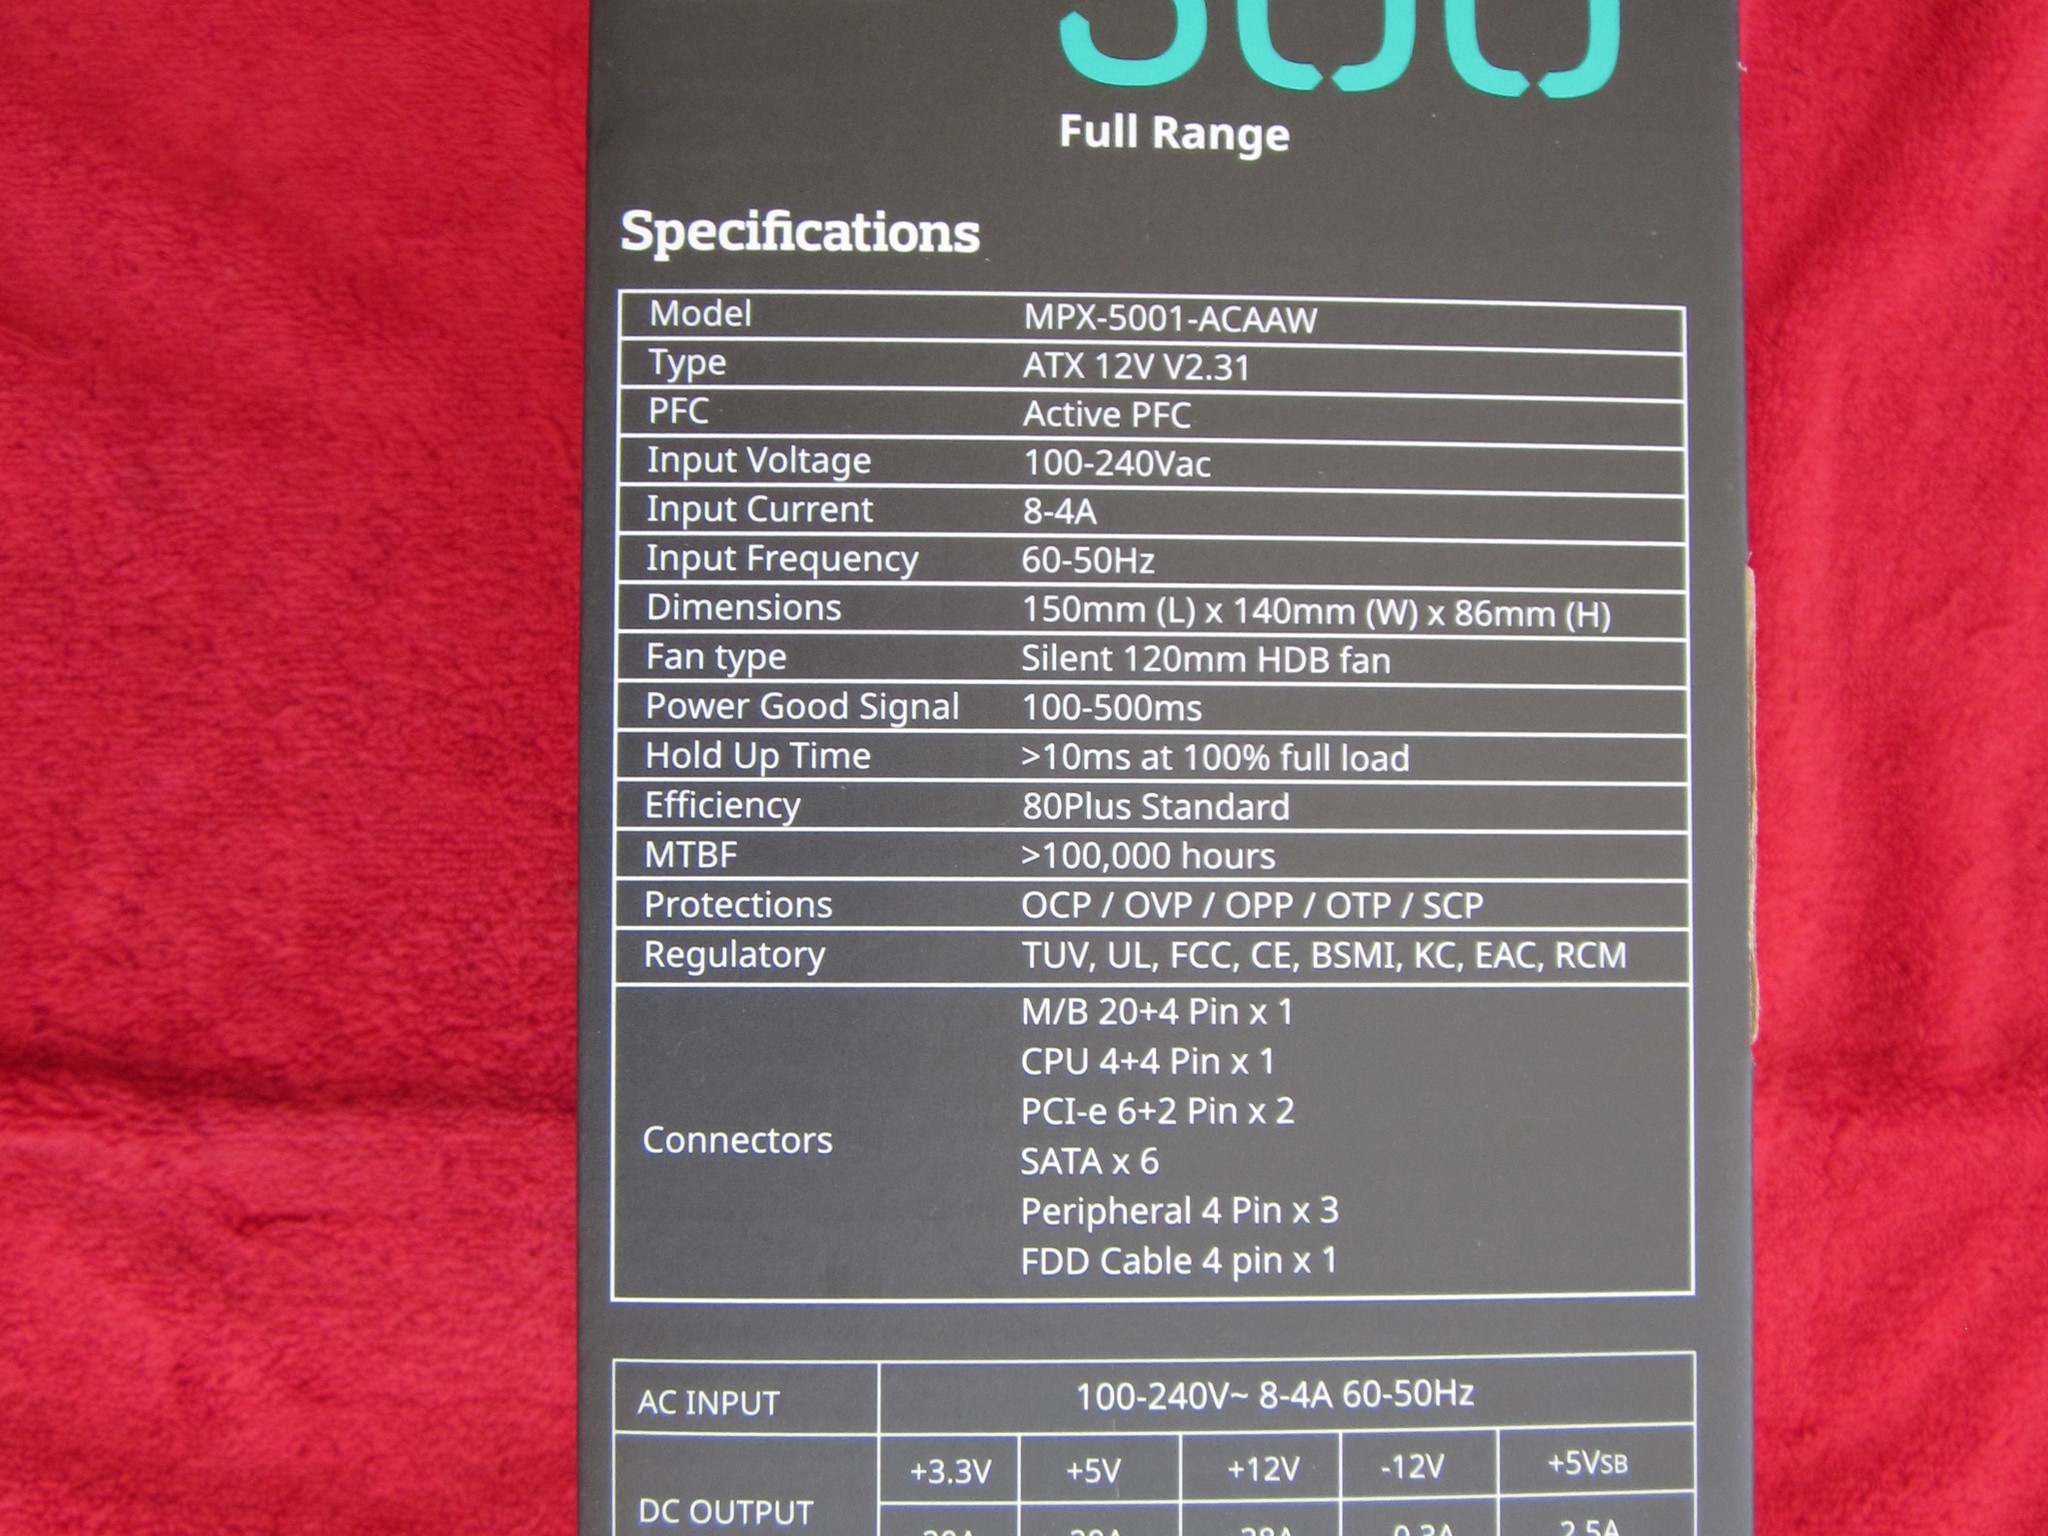 500
Full Range
Specifications
Model MPX-5001-ACAAW
Type ATX 12V V2.31
PFC Active PFC
Input Voltage 100-240Vac
Input Current 8-4A
Input Frequency 60-50Hz
Dimensions 150mm (L) x 140mm (W) x 86mm (H)
Fan type Silent 120mm HDB fan
Power Good Signal 100-500ms
Hold Up Time >10ms at 100% full load
Efficiency 80Plus Standard
MTBF >100,000 hours
Protections OCP / OVP / OPP / OTP / SCP
Regulatory TUV, UL, FCC, CE, BSMI, KC, EAC, RCM
M/B 20+4 Pin x 1
CPU 4+4 Pin x 1
PCI-e 6+2 Pin x 2
Connectors SATA x 6
Peripheral 4 Pin x 3
FDD Cable 4 pin x 1
AC INPUT 100-240V~ 8-4A 60-50Hz
+3.3V +5V +12V -12V +5VSB
DC OUTPUT 0.3A 2.5A